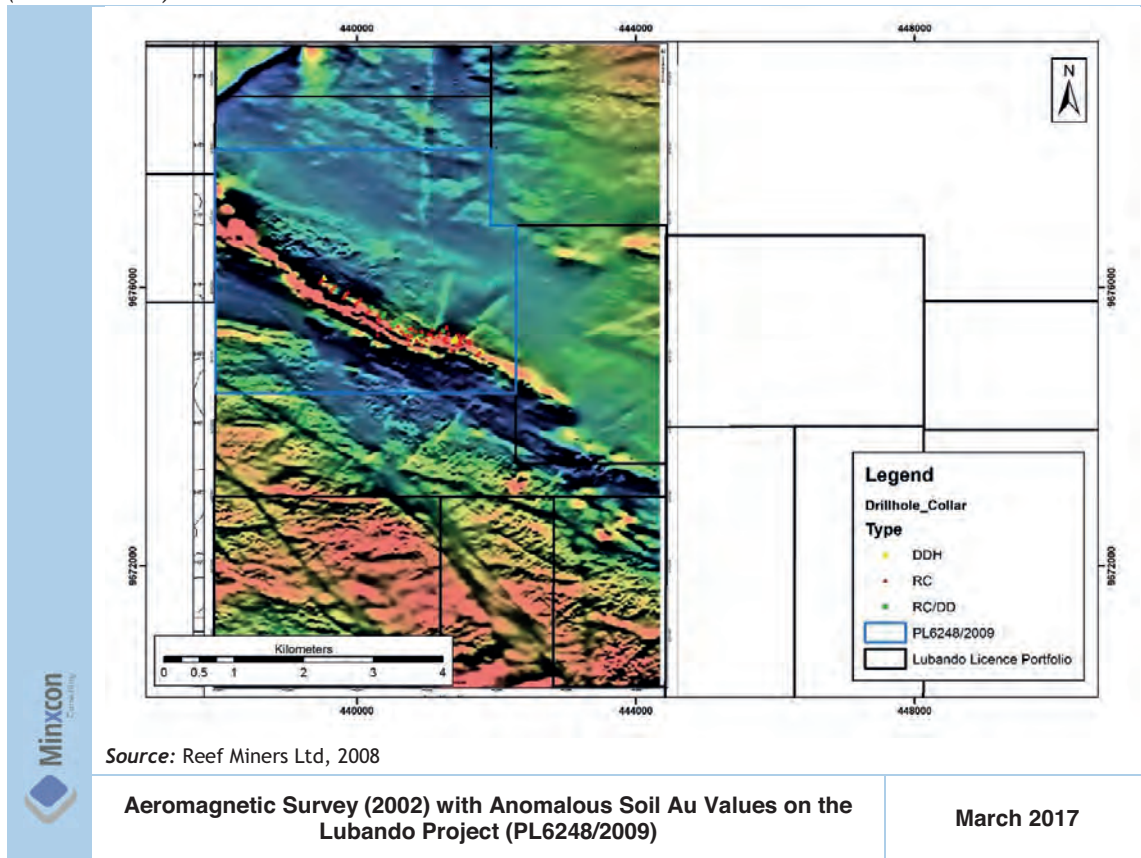 440000
444000
448000
N
9676000
9676000
9672000
9672000
Legend
Drillhole_Collar
Type
DDH
RC
RC/DD
PL6248/2009
Lubando Licence Portfolio
Kilometers
0 0.5 1 2 3 4
440000
444000
448000
Minxcon
Consulting
Source: Reef Miners Ltd, 2008
Aeromagnetic Survey (2002) with Anomalous Soil Au Values on the
Lubando Project (PL6248/2009)
March 2017